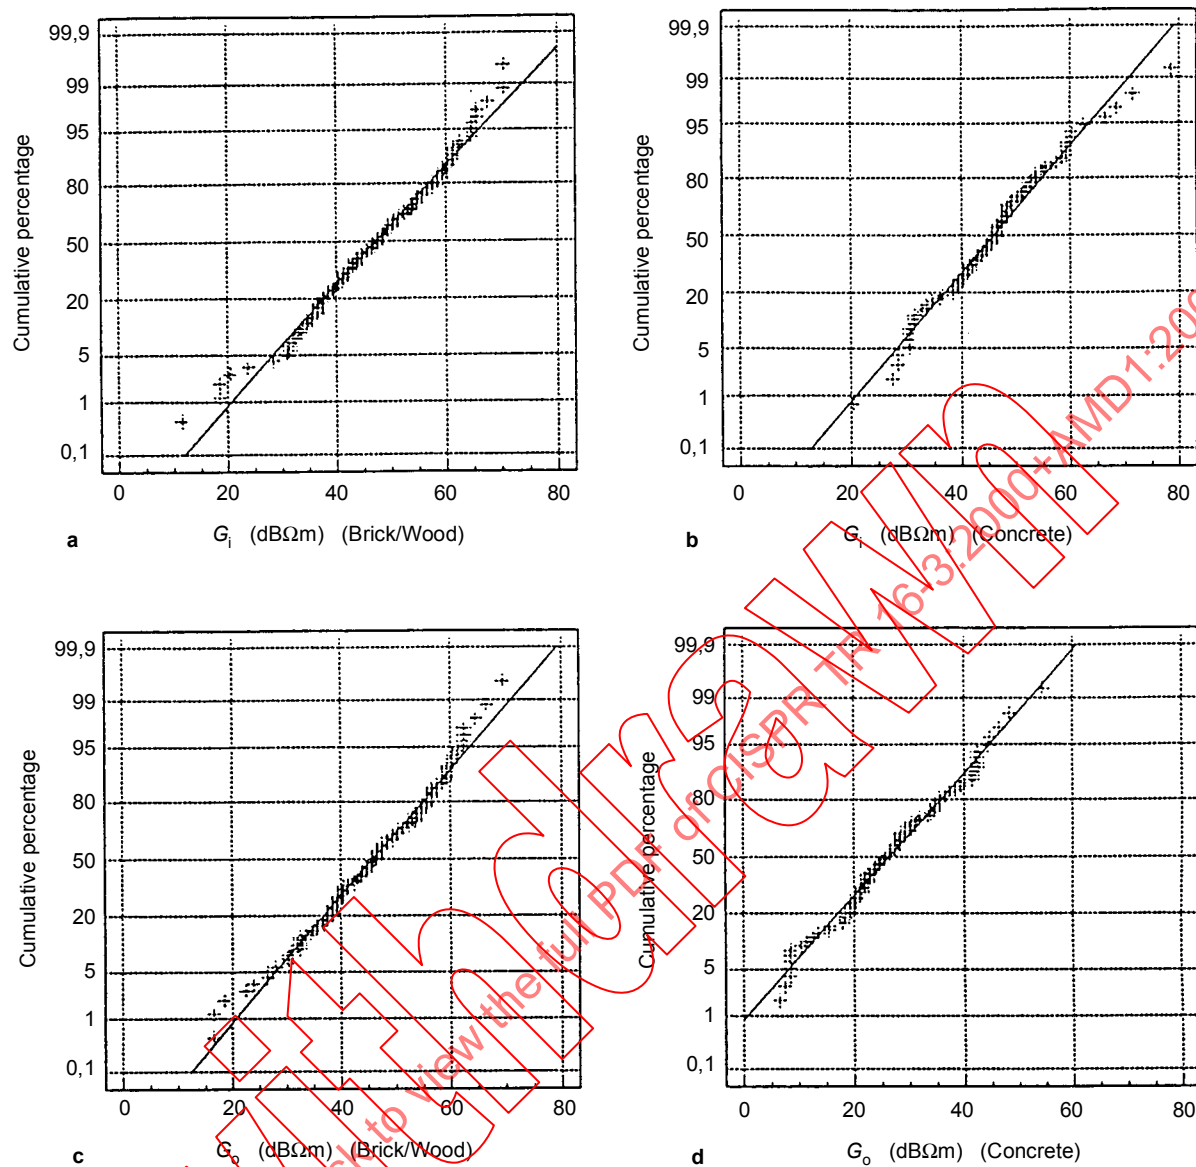 99,9
99
95
80
50
20
5
1
0,1
Cumulative percentage
0 20 40 60 80
a Gi (dBΩm) (Brick/Wood)
99,9
99
95
80
50
20
5
1
0,1
Cumulative percentage
0 20 40 60 80
b Gi (dBΩm) (Concrete)
99,9
99
95
80
50
20
5
1
0,1
Cumulative percentage
0 20 40 60 80
c Go (dBΩm) (Brick/Wood)
99,9
99
95
80
50
20
5
1
0,1
Cumulative percentage
0 20 40 60 80
d Go (dBΩm) (Concrete)
to view the full PDF of CISPR TR 16-3:2000+AMD1:200
thdrawn